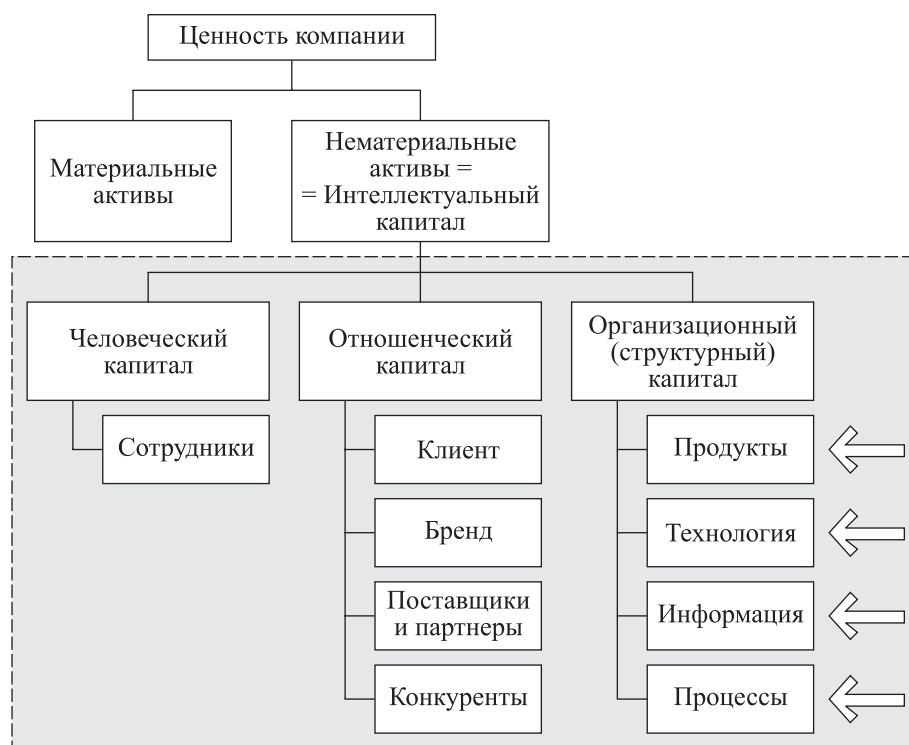 Ценность компании
Материальные
активы
Нематериальные
активы =
= Интеллектуальный
капитал
Человеческий
капитал
Сотрудники
Отношенческий
капитал
Клиент
Бренд
Поставщики
и партнеры
Конкуренты
Организационный
(структурный)
капитал
Продукты
Технология
Информация
Процессы